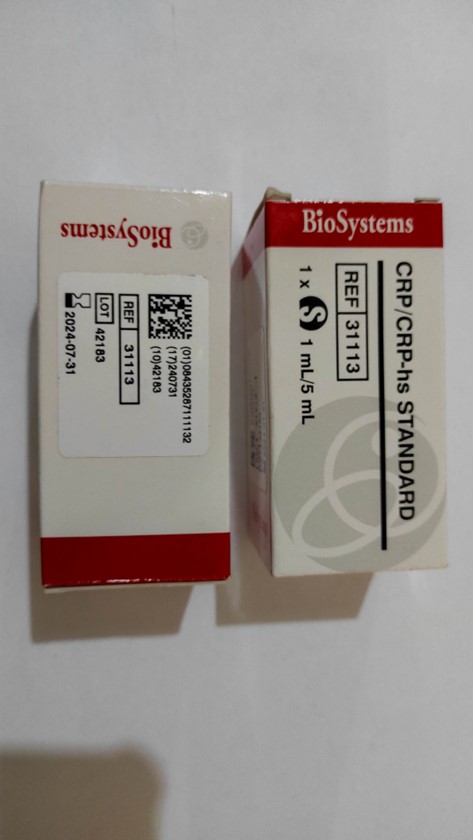 BioSystems
(01)08435287111132
(17)240731
(10)42183
REF 31113
LOT 42183
2024-07-31
BioSystems
CRP/CRP-hs STANDARD
REF 31113
1 x S 1 mL/5 mL